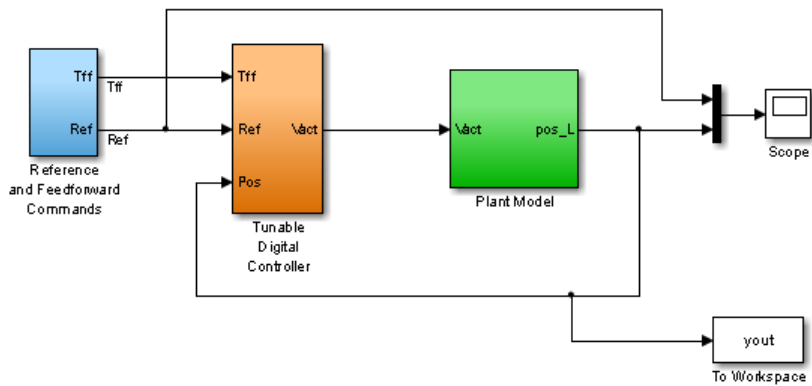 Tff
Tff
Ref
Ref
Reference
and Feedforward
Commands
Tff
Ref
Pos
Vact
Tunable
Digital
Controller
Vact
pos_L
Plant Model
Scope
yout
To Workspace